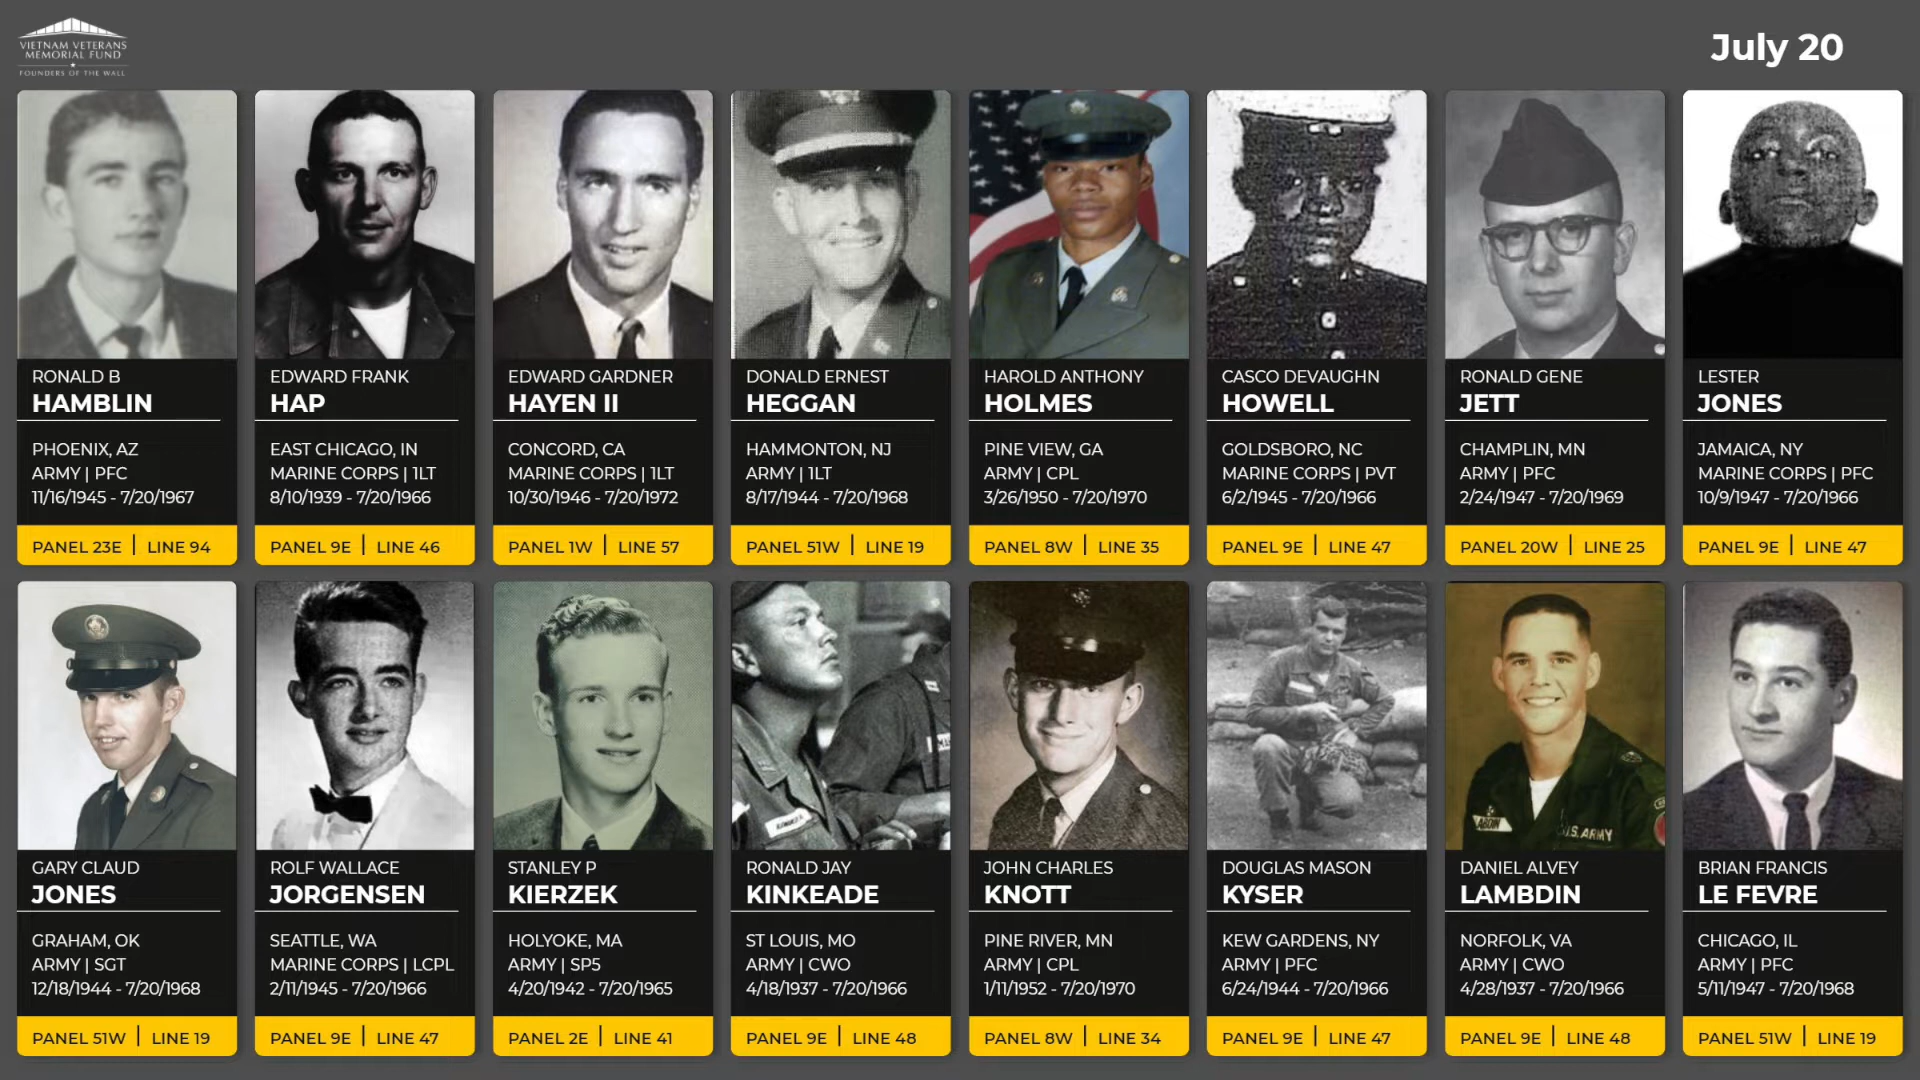 VIETNAM VETERANS
MEMORIAL FUND
FOUNDERS OF THE WALL
July 20
RONALD B
HAMBLIN
PHOENIX, AZ
ARMY | PFC
11/16/1945 - 7/20/1967
PANEL 23E | LINE 94
EDWARD FRANK
HAP
EAST CHICAGO, IN
MARINE CORPS | 1LT
8/10/1939 - 7/20/1966
PANEL 9E | LINE 46
EDWARD GARDNER
HAYEN II
CONCORD, CA
MARINE CORPS | 1LT
10/30/1946 - 7/20/1972
PANEL 1W | LINE 57
DONALD ERNEST
HEGGAN
HAMMONTON, NJ
ARMY | 1LT
8/17/1944 - 7/20/1968
PANEL 51W | LINE 19
HAROLD ANTHONY
HOLMES
PINE VIEW, GA
ARMY | CPL
3/26/1950 - 7/20/1970
PANEL 8W | LINE 35
CASCO DEVAUGHN
HOWELL
GOLDSBORO, NC
MARINE CORPS | PVT
6/2/1945 - 7/20/1966
PANEL 9E | LINE 47
RONALD GENE
JETT
CHAMPLIN, MN
ARMY | PFC
2/24/1947 - 7/20/1969
PANEL 20W | LINE 25
LESTER
JONES
JAMAICA, NY
MARINE CORPS | PFC
10/9/1947 - 7/20/1966
PANEL 9E | LINE 47
GARY CLAUD
JONES
GRAHAM, OK
ARMY | SGT
12/18/1944 - 7/20/1968
PANEL 51W | LINE 19
ROLF WALLACE
JORGENSEN
SEATTLE, WA
MARINE CORPS | LCPL
2/11/1945 - 7/20/1966
PANEL 9E | LINE 47
STANLEY P
KIERZEK
HOLYOKE, MA
ARMY | SP5
4/20/1942 - 7/20/1965
PANEL 2E | LINE 41
RONALD JAY
KINKEADE
ST LOUIS, MO
ARMY | CWO
4/18/1937 - 7/20/1966
PANEL 9E | LINE 48
JOHN CHARLES
KNOTT
PINE RIVER, MN
ARMY | CPL
1/11/1952 - 7/20/1970
PANEL 8W | LINE 34
DOUGLAS MASON
KYSER
KEW GARDENS, NY
ARMY | PFC
6/24/1944 - 7/20/1966
PANEL 9E | LINE 47
U.S. ARMY
DANIEL ALVEY
LAMBDIN
NORFOLK, VA
ARMY | CWO
4/28/1937 - 7/20/1966
PANEL 9E | LINE 48
BRIAN FRANCIS
LE FEVRE
CHICAGO, IL
ARMY | PFC
5/11/1947 - 7/20/1968
PANEL 51W | LINE 19